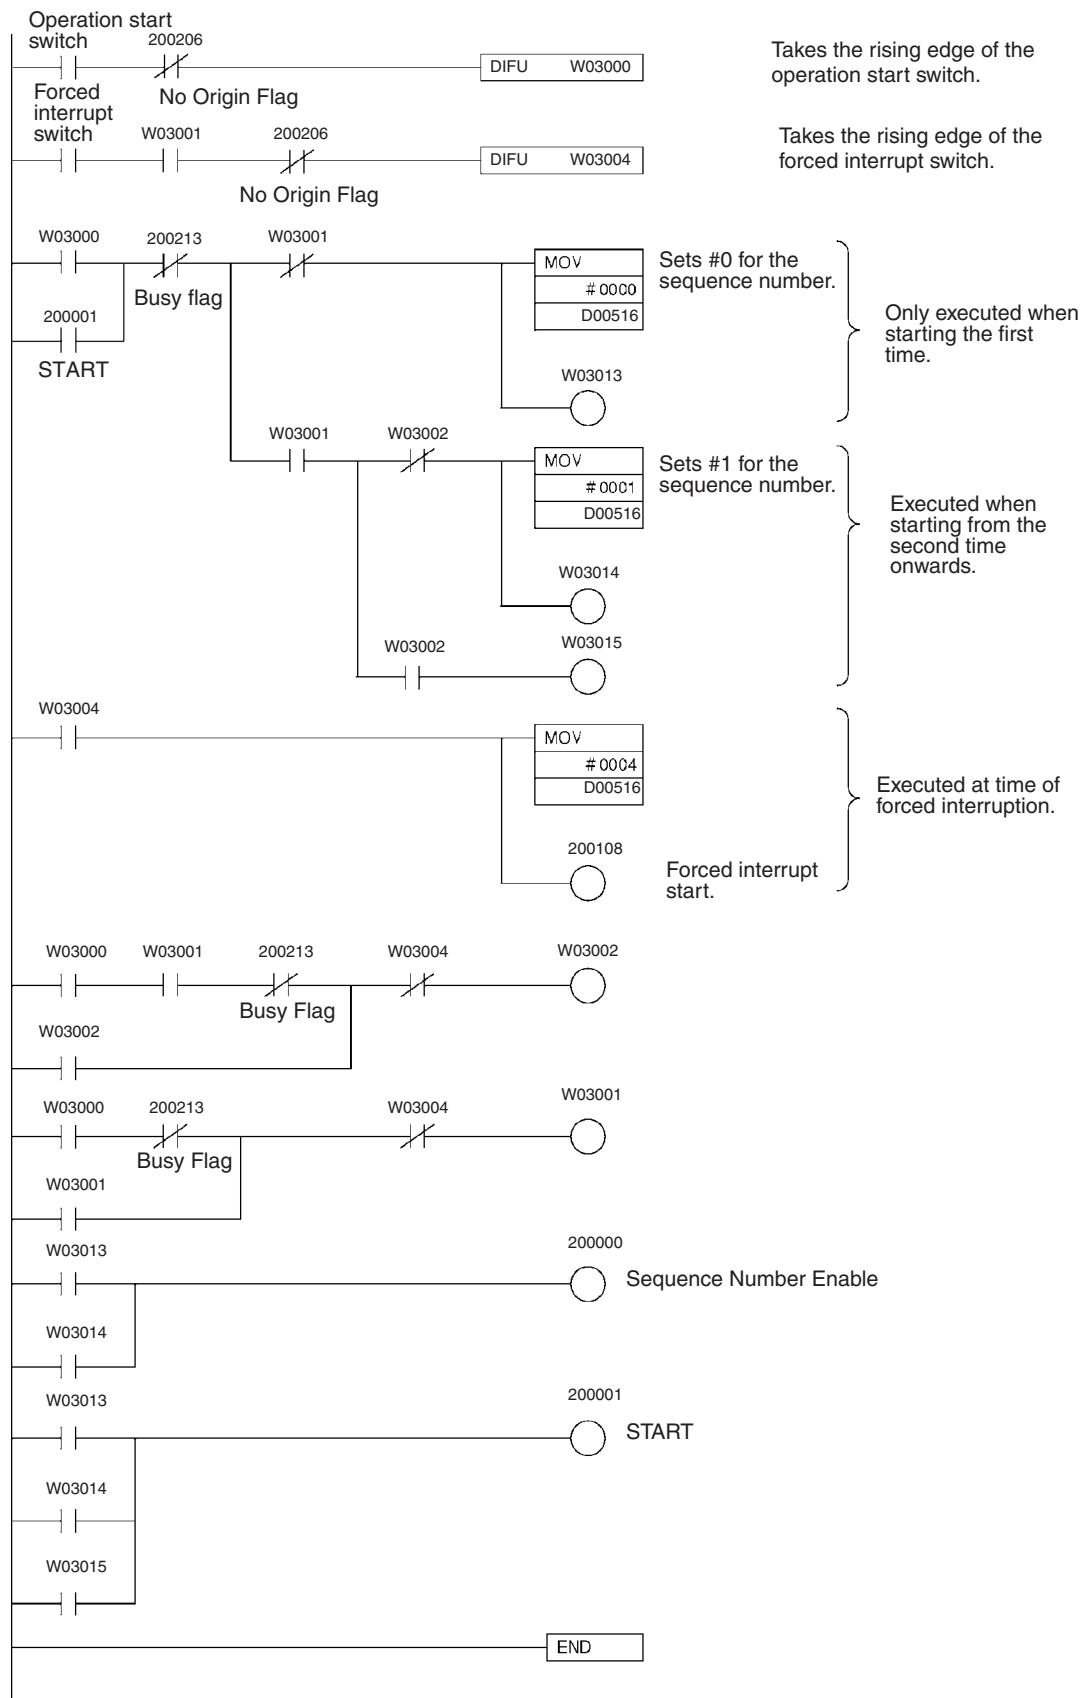 Operation start
switch
200206
DIFU W03000
Takes the rising edge of the
operation start switch.
No Origin Flag
Forced
interrupt
switch
W03001
200206
DIFU W03004
Takes the rising edge of the
forced interrupt switch.
No Origin Flag
W03000
200213
W03001
Busy flag
MOV
#0000
D00516
Sets #0 for the
sequence number.
Only executed when
starting the first
time.
200001
START
W03013
W03001
W03002
MOV
#0001
D00516
Sets #1 for the
sequence number.
Executed when
starting from the
second time
onwards.
W03014
W03002
W03015
W03004
MOV
#0004
D00516
Executed at time of
forced interruption.
200108
Forced interrupt
start.
W03000
W03001
200213
W03004
W03002
Busy Flag
W03002
W03000
200213
W03004
W03001
Busy Flag
W03001
W03013
200000
Sequence Number Enable
W03014
W03013
200001
START
W03014
W03015
END